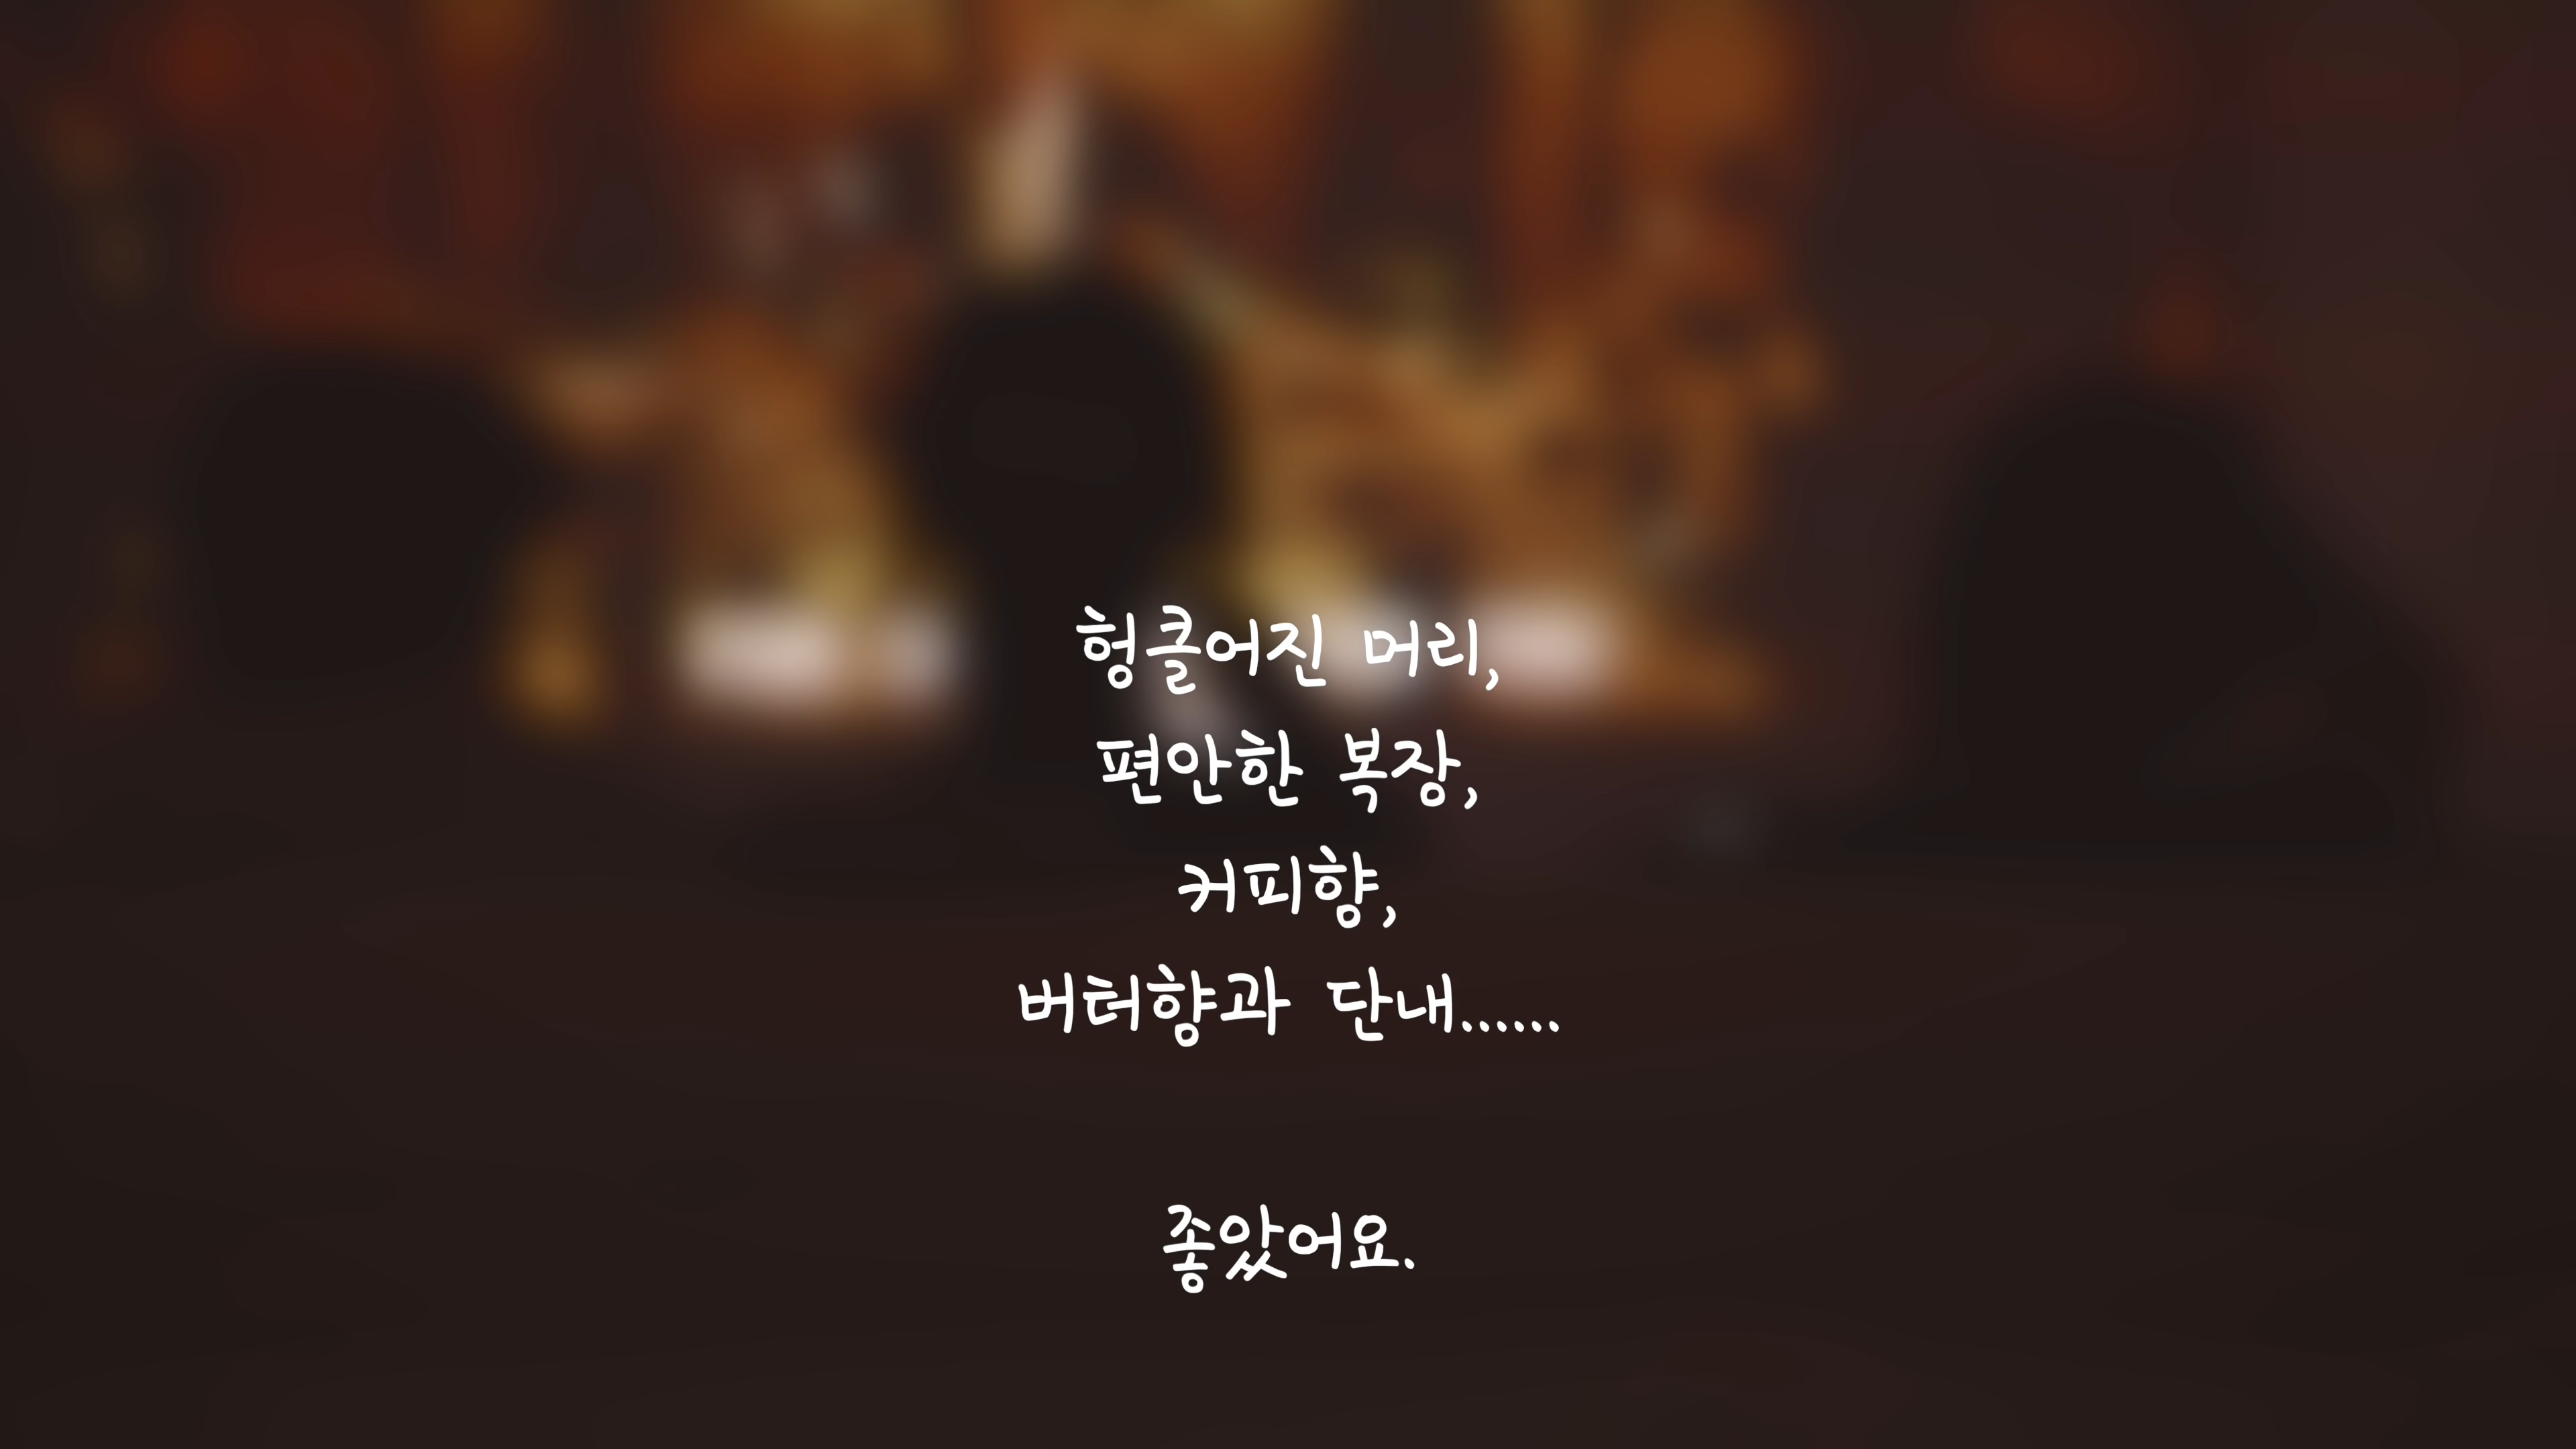 헝클어진 머리,
편안한 복장,
커피향,
버터향과 단내......
좋았어요.